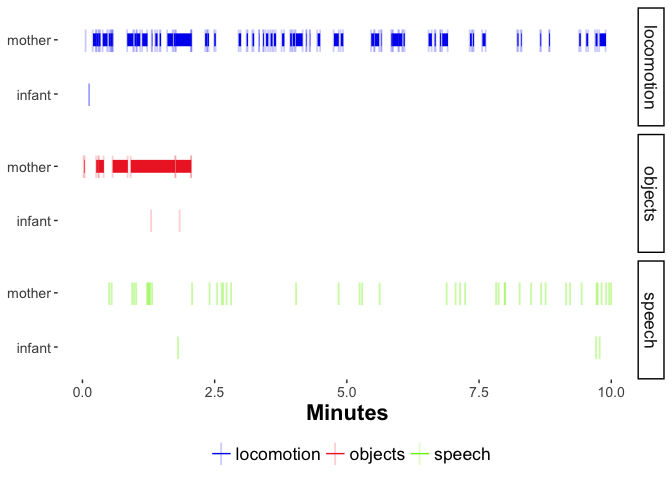 mother
infant
locomotion
mother
infant
objects
mother
infant
speech
0.0 2.5 5.0 7.5 10.0
Minutes
locomotion objects speech